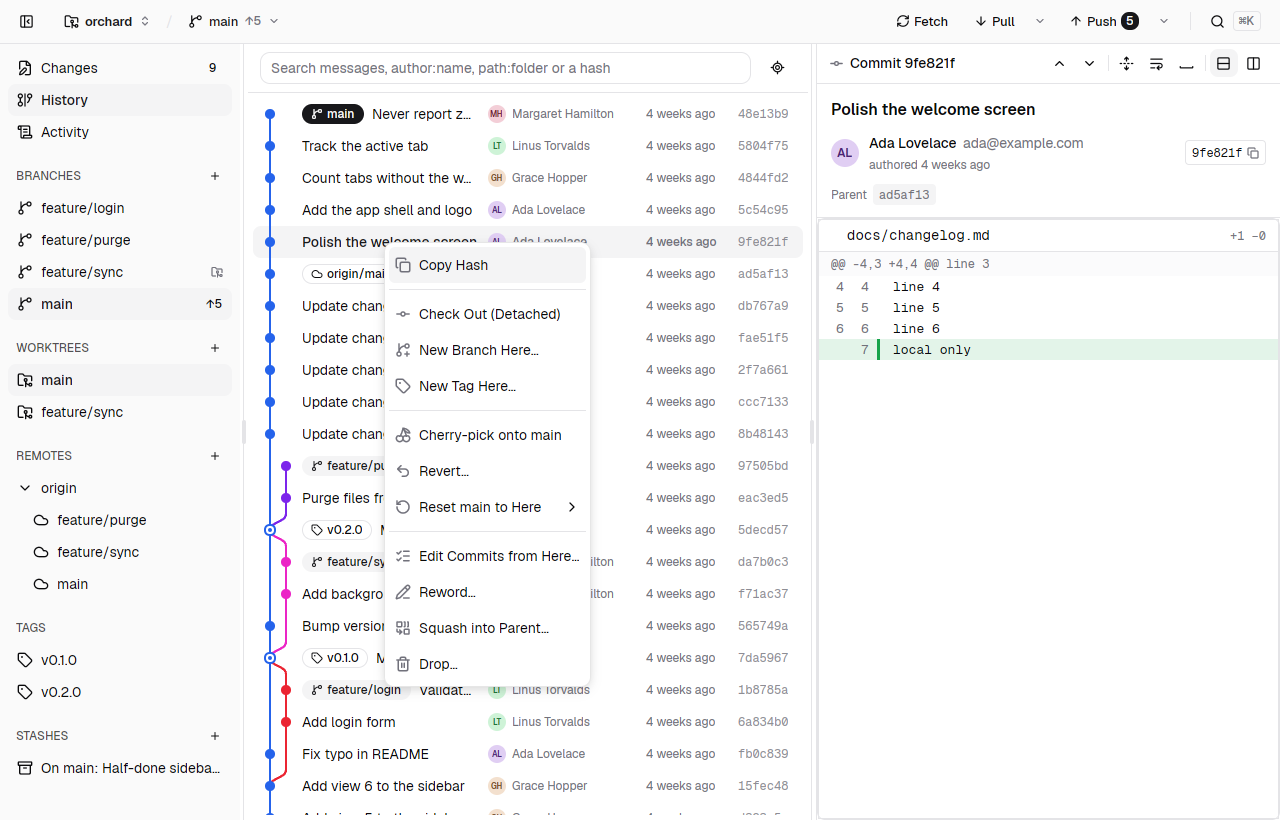 orchard
main ↑5
Fetch
Pull
Push 5
⌘K
Changes 9
History
Activity
BRANCHES
feature/login
feature/purge
feature/sync
main ↑5
WORKTREES
main
feature/sync
REMOTES
origin
feature/purge
feature/sync
main
TAGS
v0.1.0
v0.2.0
STASHES
On main: Half-done sideba...
Search messages, author:name, path:folder or a hash
main Never report z... MH Margaret Hamilton 4 weeks ago 48e13b9
Track the active tab LT Linus Torvalds 4 weeks ago 5804f75
Count tabs without the w... GH Grace Hopper 4 weeks ago 4844fd2
Add the app shell and logo AL Ada Lovelace 4 weeks ago 5c54c95
Polish the welcome screen AL Ada Lovelace 4 weeks ago 9fe821f
origin/mai 4 weeks ago ad5af13
Update chan 4 weeks ago db767a9
Update chan 4 weeks ago fae51f5
Update chan 4 weeks ago 2f7a661
Update chan 4 weeks ago ccc7133
Update chan 4 weeks ago 8b48143
feature/pu 4 weeks ago 97505bd
Purge files fr 4 weeks ago eac3ed5
v0.2.0 4 weeks ago 5decd57
feature/sy ilton 4 weeks ago da7b0c3
Add backgro ilton 4 weeks ago f71ac37
Bump version 4 weeks ago 565749a
v0.1.0 M 4 weeks ago 7da5967
feature/login Validat... LT Linus Torvalds 4 weeks ago 1b8785a
Add login form LT Linus Torvalds 4 weeks ago 6a834b0
Fix typo in README AL Ada Lovelace 4 weeks ago fb0c839
Add view 6 to the sidebar GH Grace Hopper 4 weeks ago 15fec48
Copy Hash
Check Out (Detached)
New Branch Here...
New Tag Here...
Cherry-pick onto main
Revert...
Reset main to Here
Edit Commits from Here...
Reword...
Squash into Parent...
Drop...
Commit 9fe821f
Polish the welcome screen
AL Ada Lovelace ada@example.com
authored 4 weeks ago
9fe821f
Parent ad5af13
docs/changelog.md +1 −0
@@ -4,3 +4,4 @@ line 3
4 4 line 4
5 5 line 5
6 6 line 6
7 local only